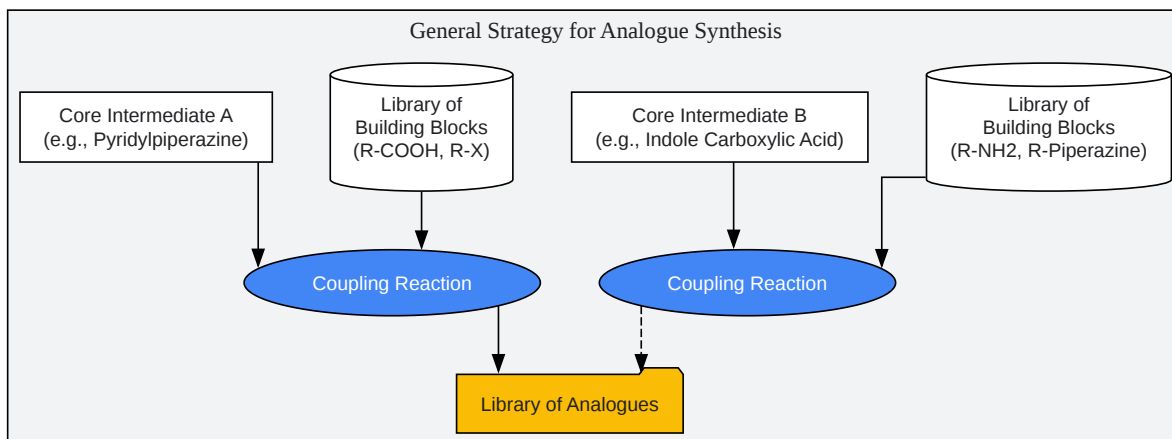 General Strategy for Analogue Synthesis
Core Intermediate A
(e.g., Pyridylpiperazine)
Library of
Building Blocks
(R-COOH, R-X)
Core Intermediate B
(e.g., Indole Carboxylic Acid)
Library of
Building Blocks
(R-NH2, R-Piperazine)
Coupling Reaction
Coupling Reaction
Library of Analogues